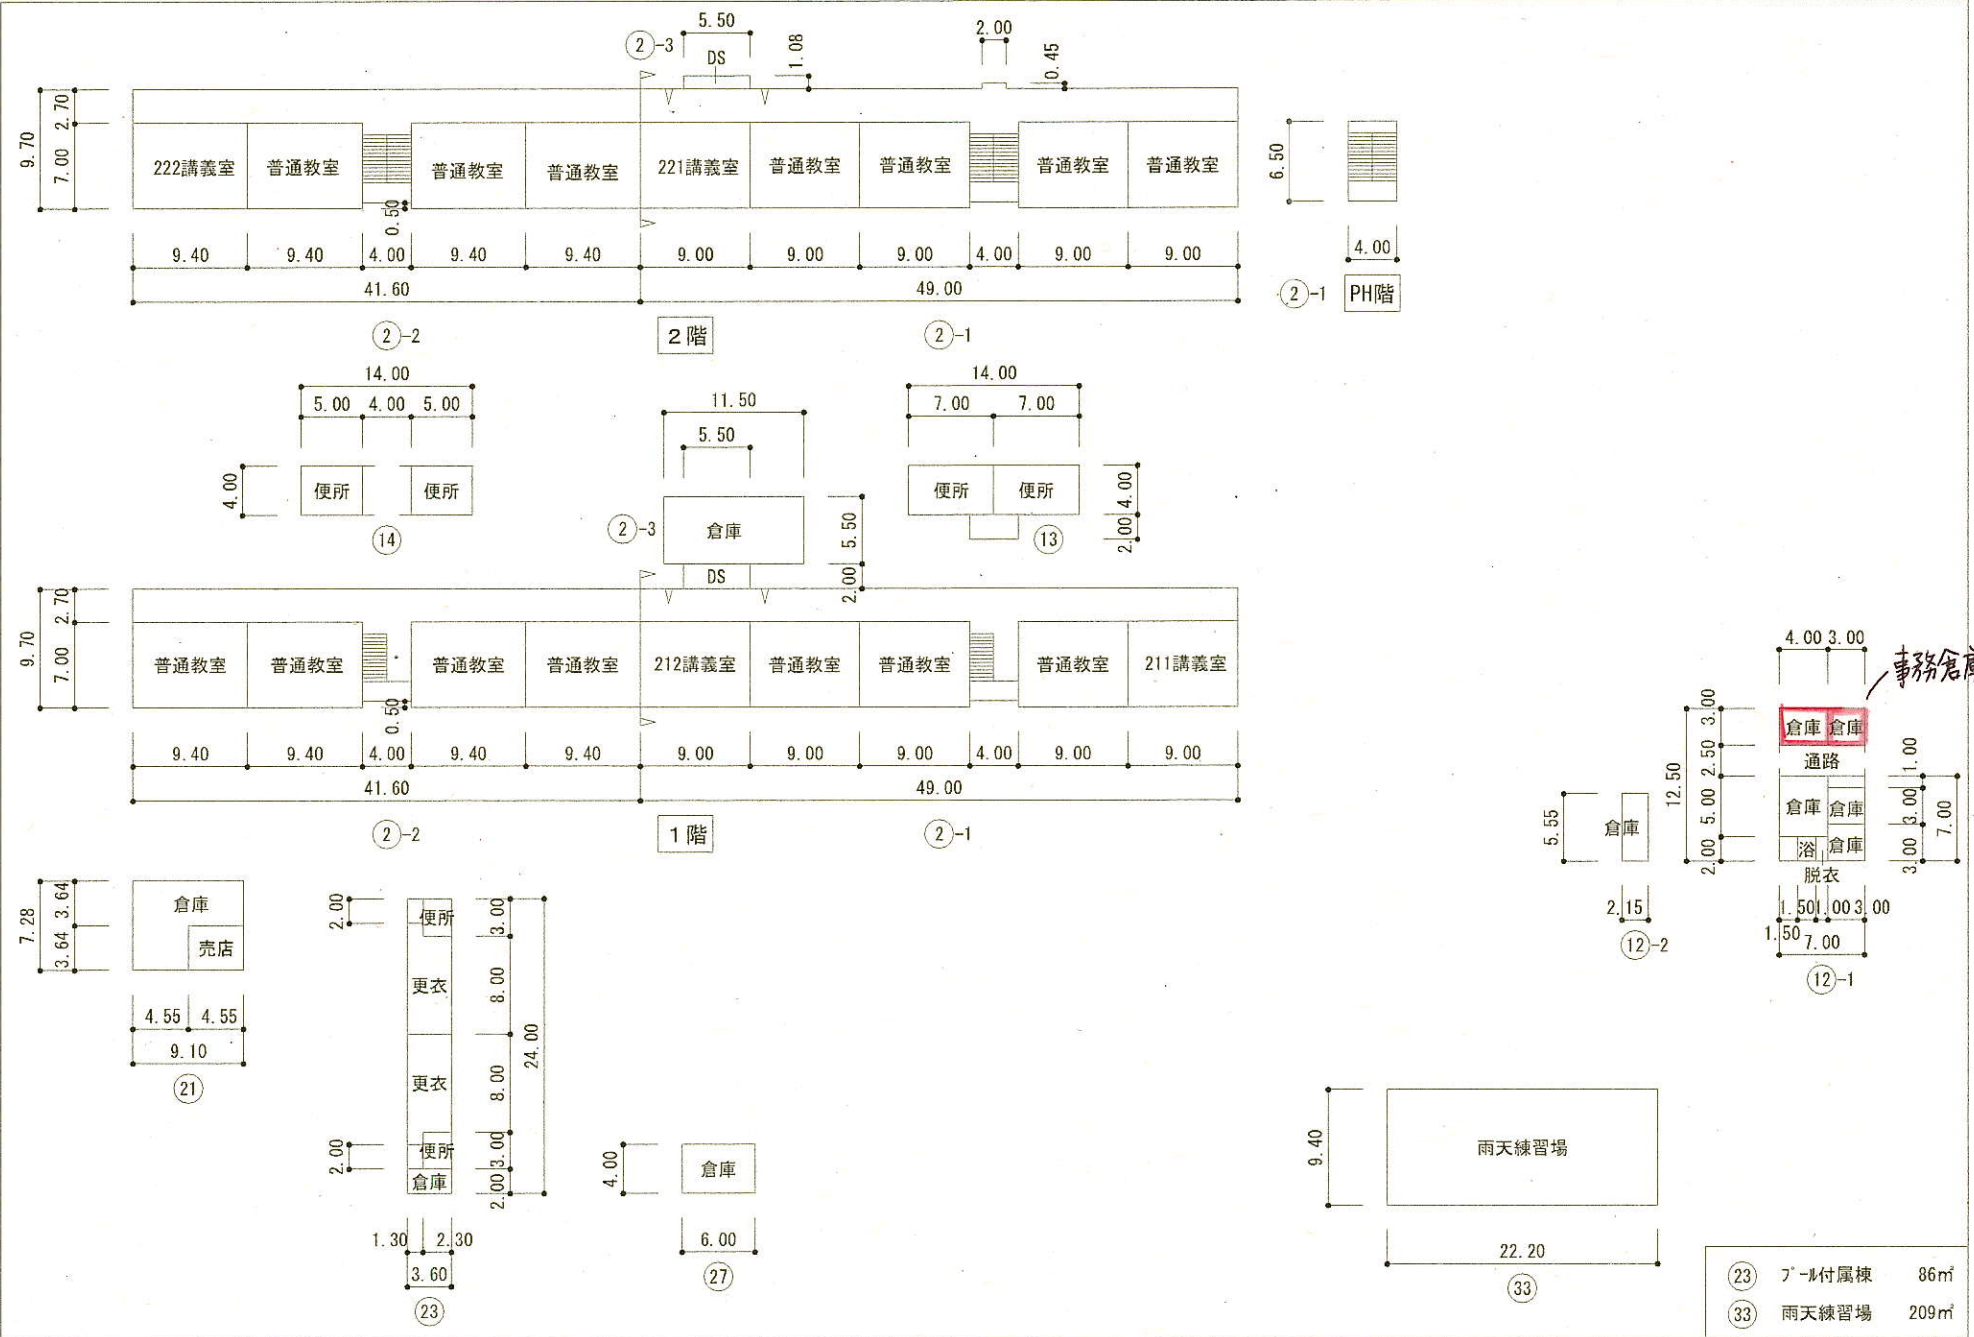 ②-3
5.50
DS
1.08
2.00
0.45
9.70
2.70
7.00
222講義室 普通教室 普通教室 普通教室 221講義室 普通教室 普通教室 普通教室 普通教室
0.50
6.50
9.40 9.40 4.00 9.40 9.40 9.00 9.00 9.00 4.00 9.00 9.00
4.00
41.60 49.00
②-1 PH階
②-2 2階 ②-1
14.00
5.00 4.00 5.00
4.00
便所 便所
⑭
11.50
5.50
②-3
倉庫
5.50
2.00
DS
14.00
7.00 7.00
便所 便所
4.00
2.00
⑬
9.70
2.70
7.00
普通教室 普通教室 普通教室 普通教室 212講義室 普通教室 普通教室 普通教室 211講義室
0.50
9.40 9.40 4.00 9.40 9.40 9.00 9.00 9.00 4.00 9.00 9.00
41.60 49.00
②-2 1階 ②-1
4.00 3.00
事務倉庫
倉庫 倉庫
通路
倉庫 倉庫
浴 倉庫
脱衣
12.50
3.00
2.50
5.00
2.00
1.00
3.00
3.00
7.00
1.50 1.00 3.00
1.50 7.00
⑫-1
5.55
倉庫
2.15
⑫-2
7.28
3.64
3.64
倉庫
売店
4.55 4.55
9.10
㉑
2.00
便所
更衣
更衣
2.00
便所
倉庫
3.00
8.00
8.00
3.00
2.00
24.00
1.30 2.30
3.60
㉓
4.00
倉庫
6.00
㉗
9.40
雨天練習場
22.20
㉝
㉓ プール付属棟 86㎡
㉝ 雨天練習場 209㎡